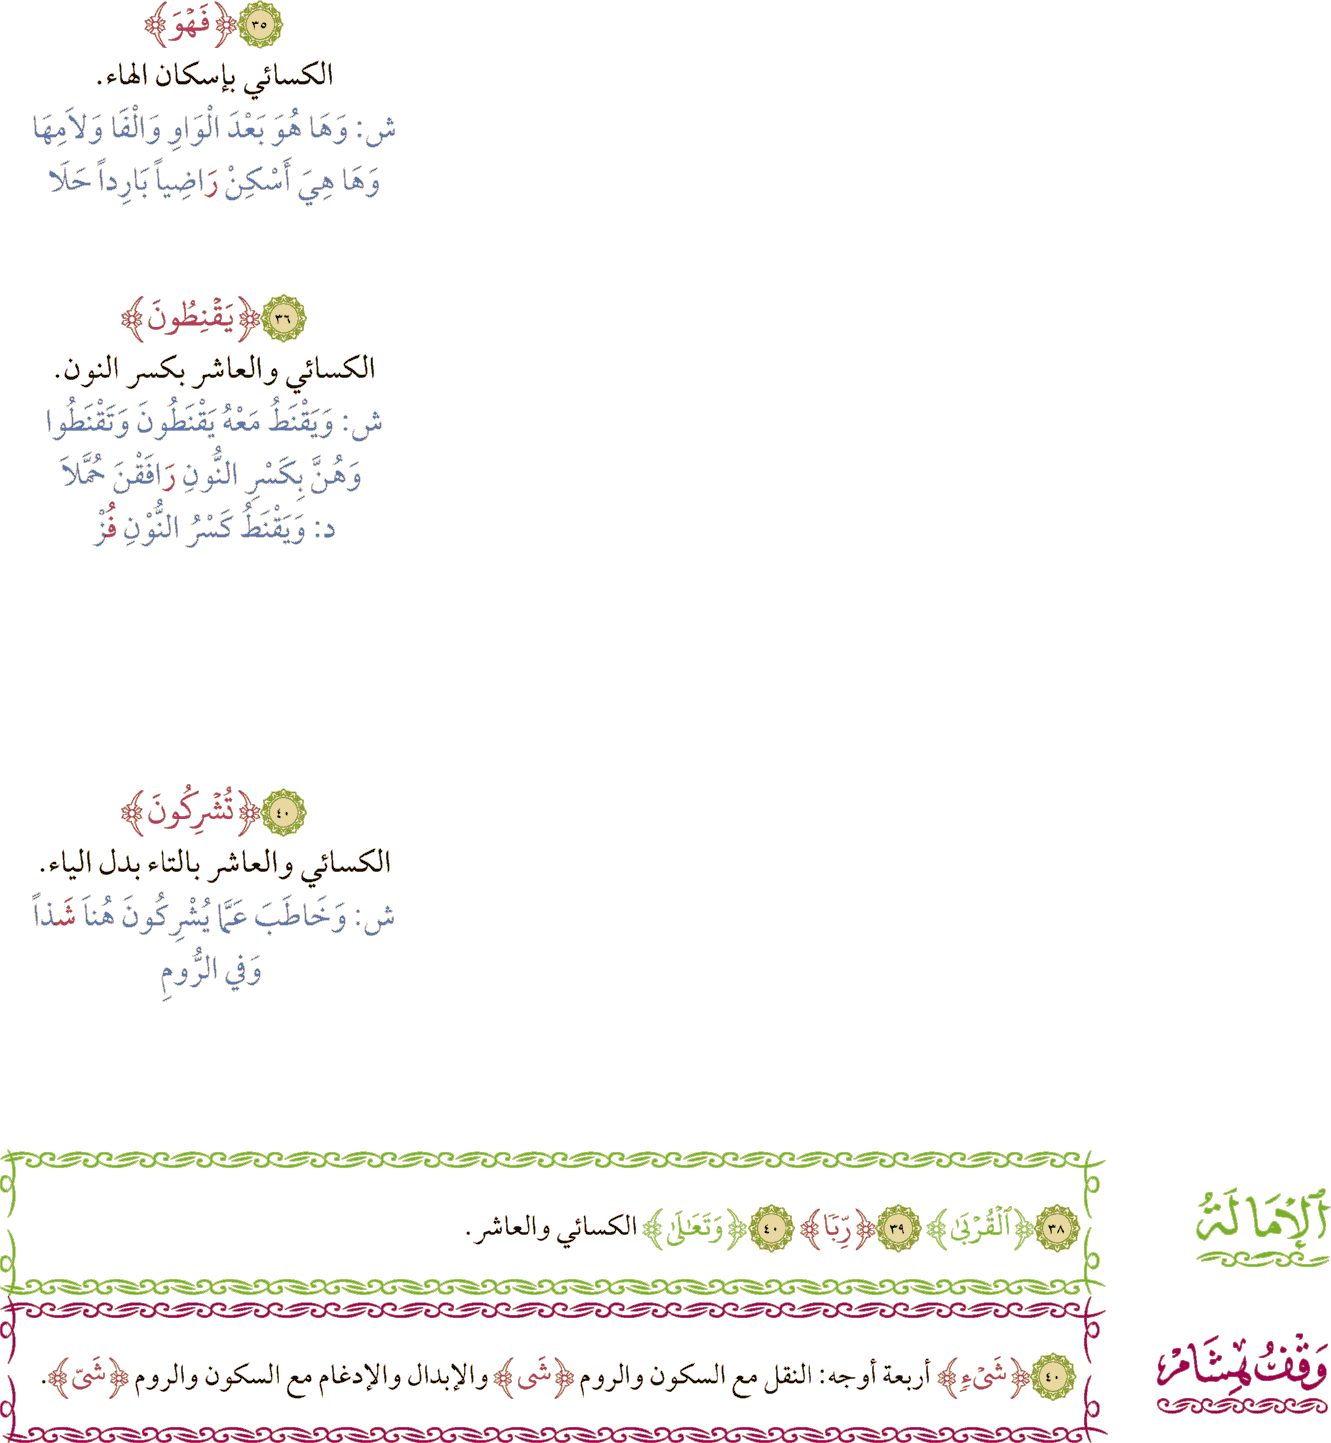 ٣٥ ﴿فَهْوَ﴾
الكسائي بإسكان الهاء.
ش: وَهَا هُوَ بَعْدَ الْوَاوِ وَالْفَا وَلاَمِهَا
وَهَا هِيَ أَسْكِنْ رَاضِياً بَارِداً حَلَا
٣٦ ﴿يَقْنِطُونَ﴾
الكسائي والعاشر بكسر النون.
ش: وَيَقْنَطُ مَعْهُ يَقْنَطُونَ وَتَقْنَطُوا
وَهُنَّ بِكَسْرِ النُّونِ رَافَقْنَ حُمَّلاَ
د: وَيَقْنَطُ كَسْرُ النُّوْنِ فُزْ
٤٠ ﴿تُشْرِكُونَ﴾
الكسائي والعاشر بالتاء بدل الياء.
ش: وَخَاطَبَ عَمَّا يُشْرِكُونَ هُنَا شَذاً
وَفِي الرُّومِ
الإمالة
٣٨ ﴿ٱلْقُرْبَىٰ﴾ ٣٩ ﴿رِّبًا﴾ ٤٠ ﴿وَتَعَٰلَىٰ﴾ الكسائي والعاشر.
وقف هشام
٤٠ ﴿شَىْءٍ﴾ أربعة أوجه: النقل مع السكون والروم ﴿شَى﴾ والإبدال والإدغام مع السكون والروم ﴿شَىّ﴾.